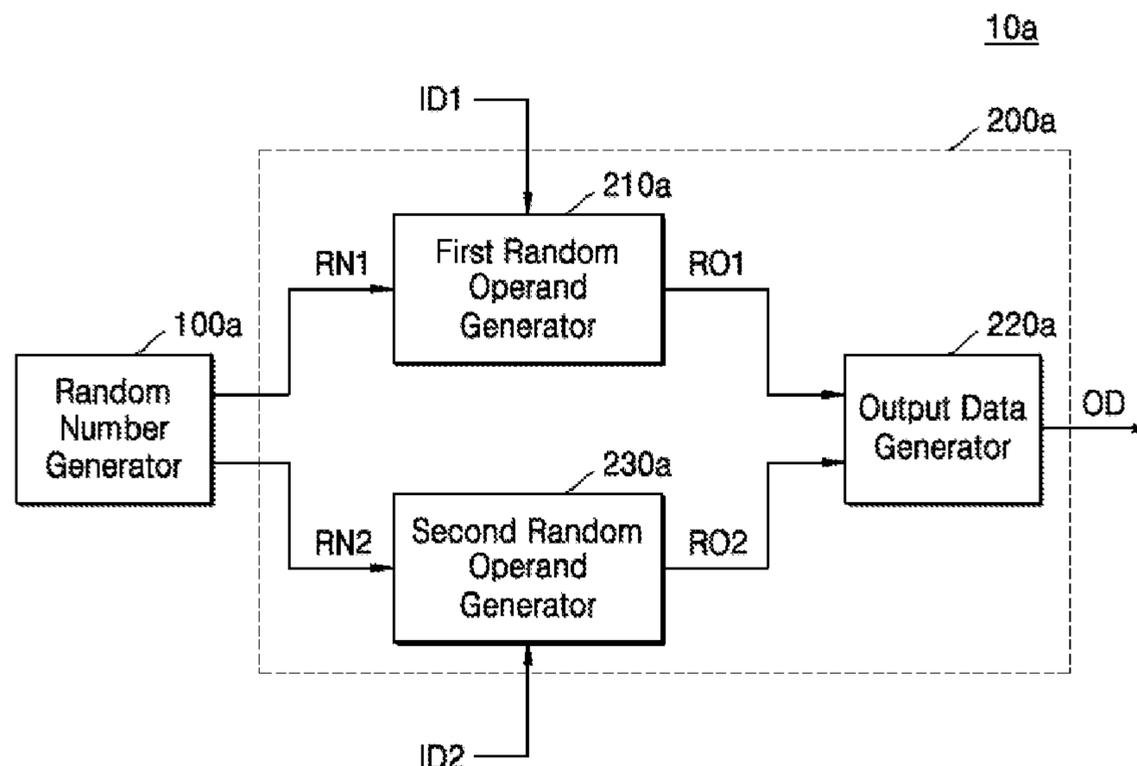 10a
ID1
200a
210a
First Random
Operand
Generator
RN1
RO1
100a
Random
Number
Generator
220a
Output Data
Generator
OD
230a
Second Random
Operand
Generator
RN2
RO2
ID2